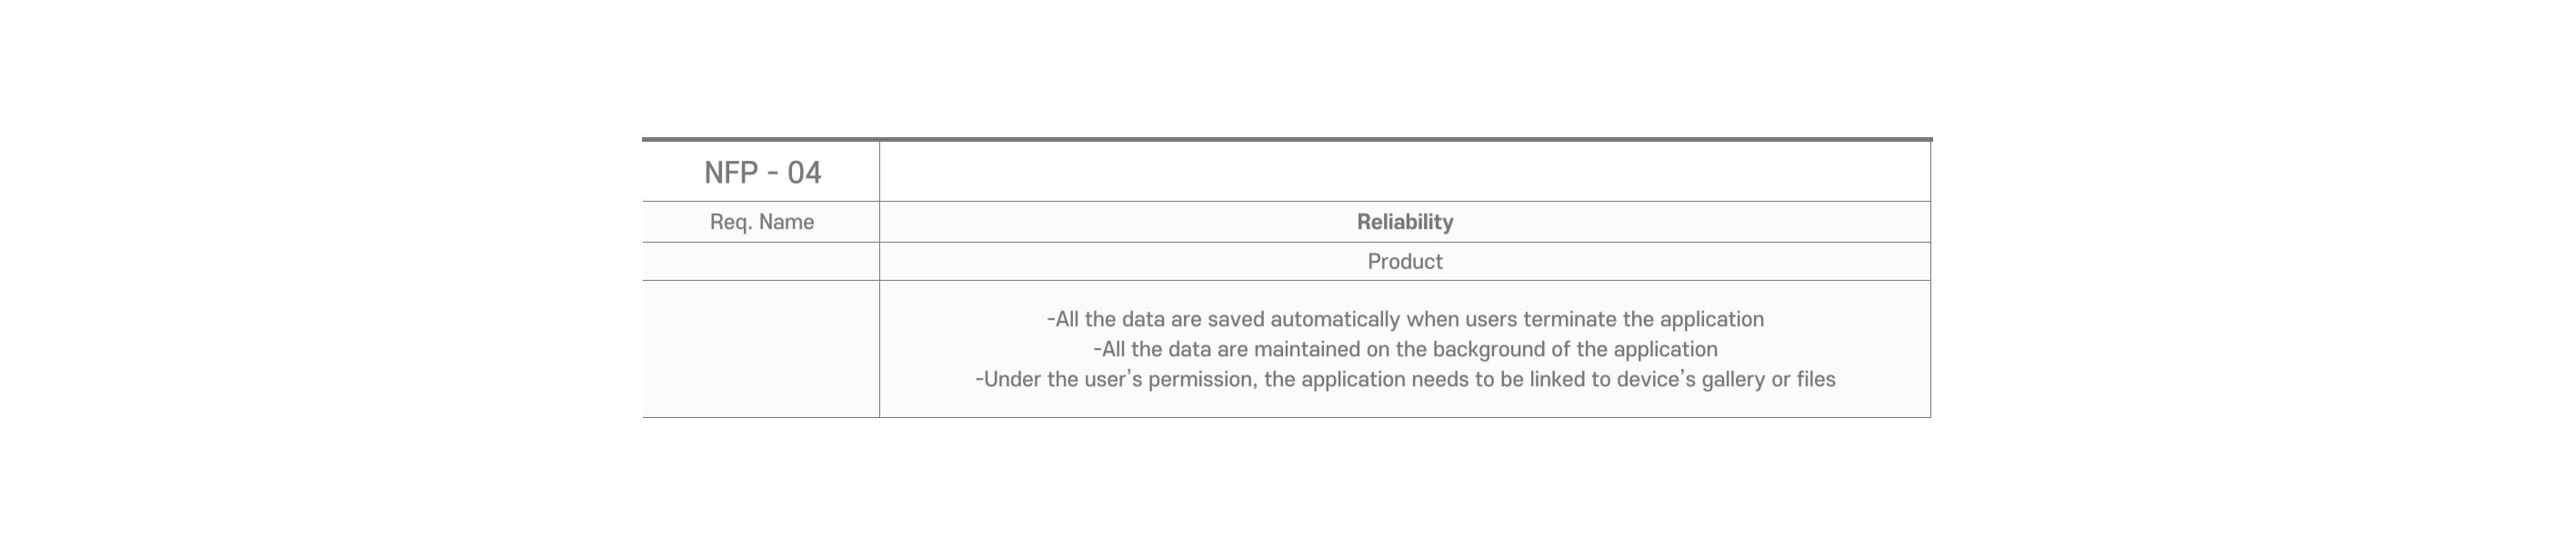 NFP - 04
Req. Name
Reliability
Product
-All the data are saved automatically when users terminate the application
-All the data are maintained on the background of the application
-Under the user's permission, the application needs to be linked to device's gallery or files